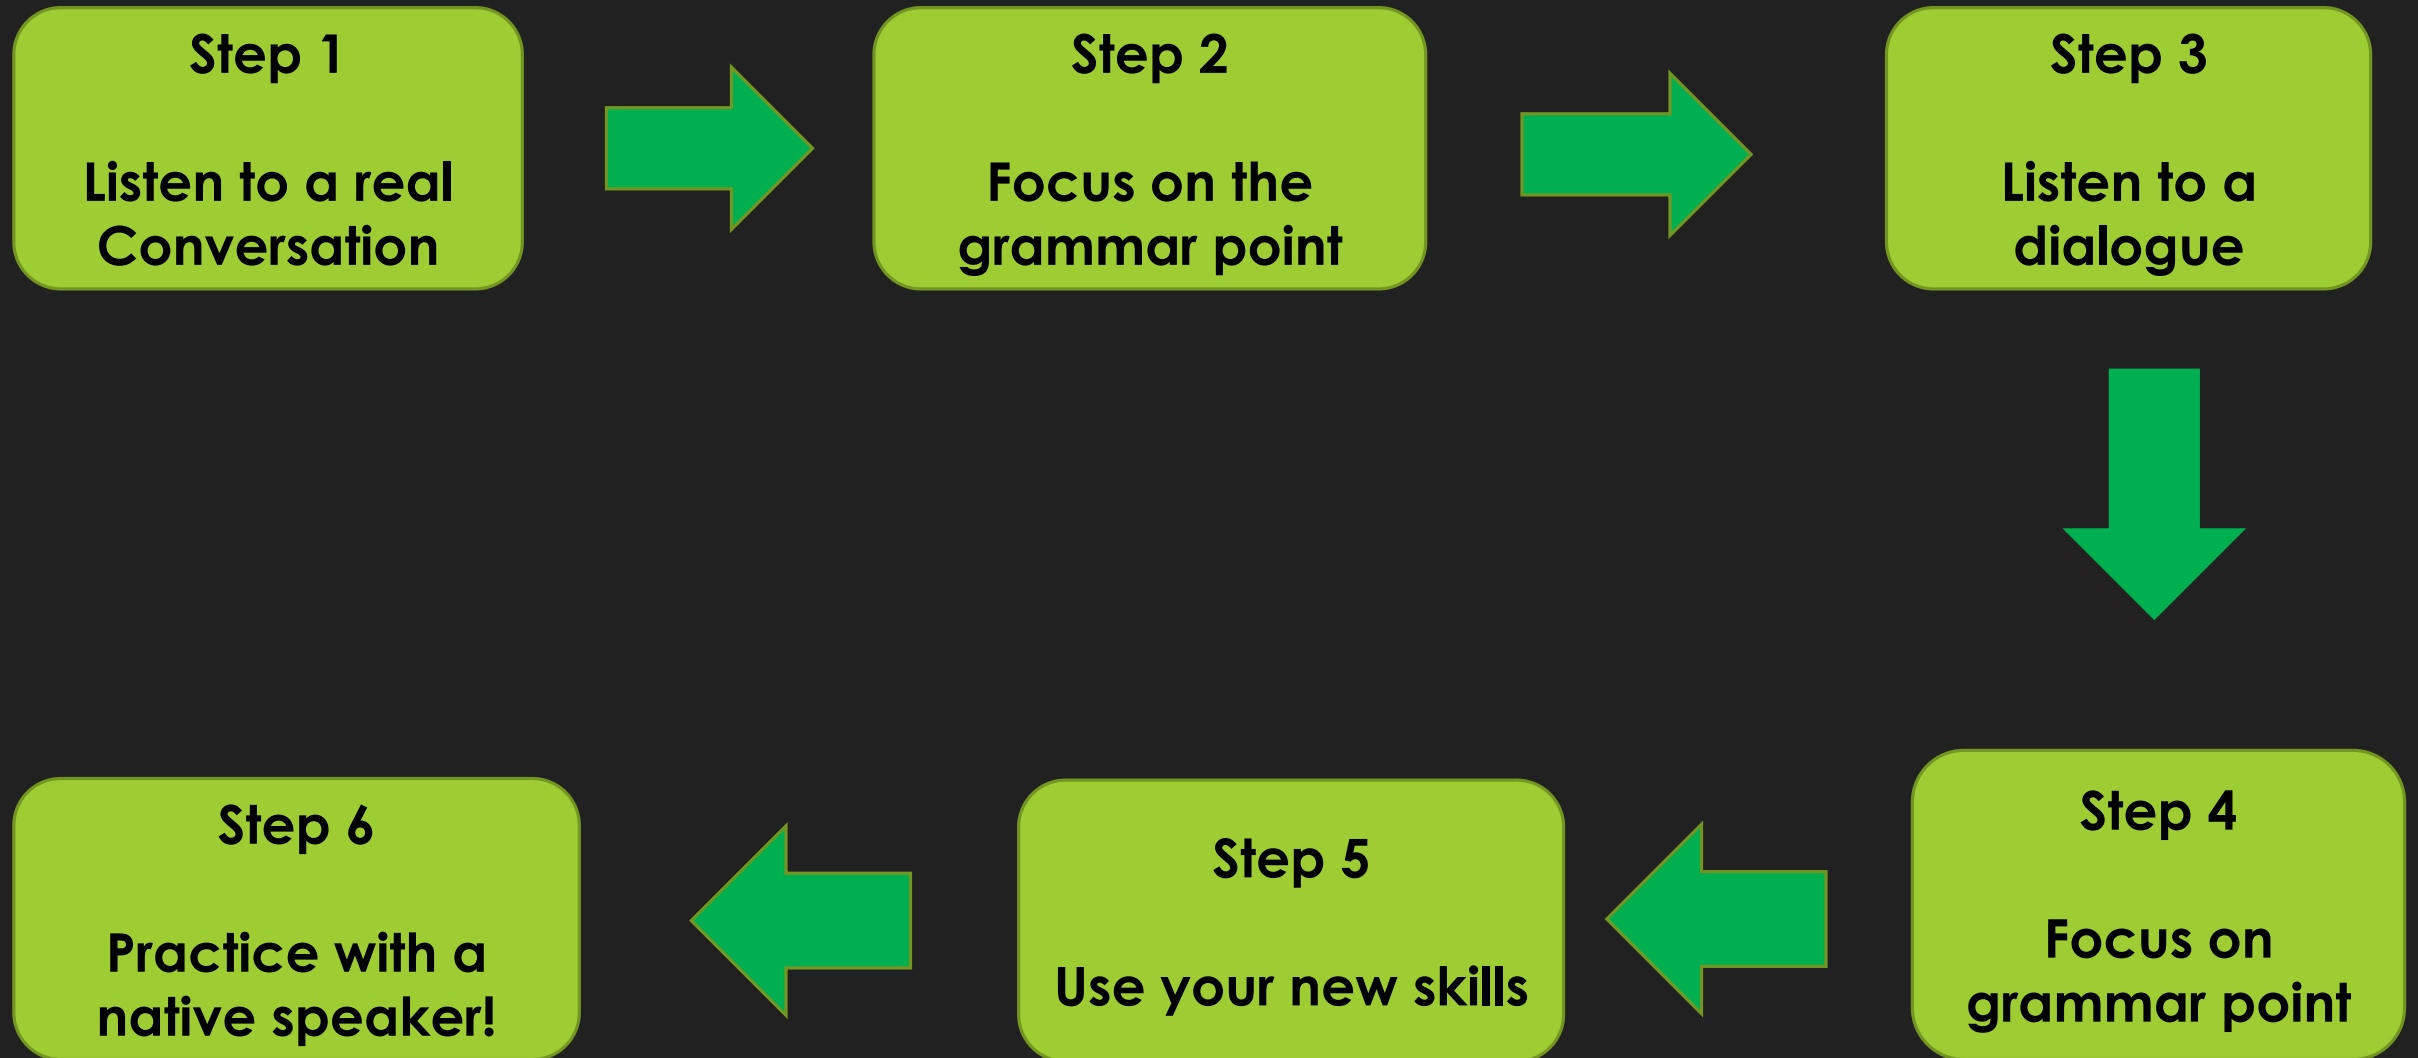 Step 1
Listen to a real
Conversation
Step 2
Focus on the
grammar point
Step 3
Listen to a
dialogue
Step 4
Focus on
grammar point
Step 5
Use your new skills
Step 6
Practice with a
native speaker!